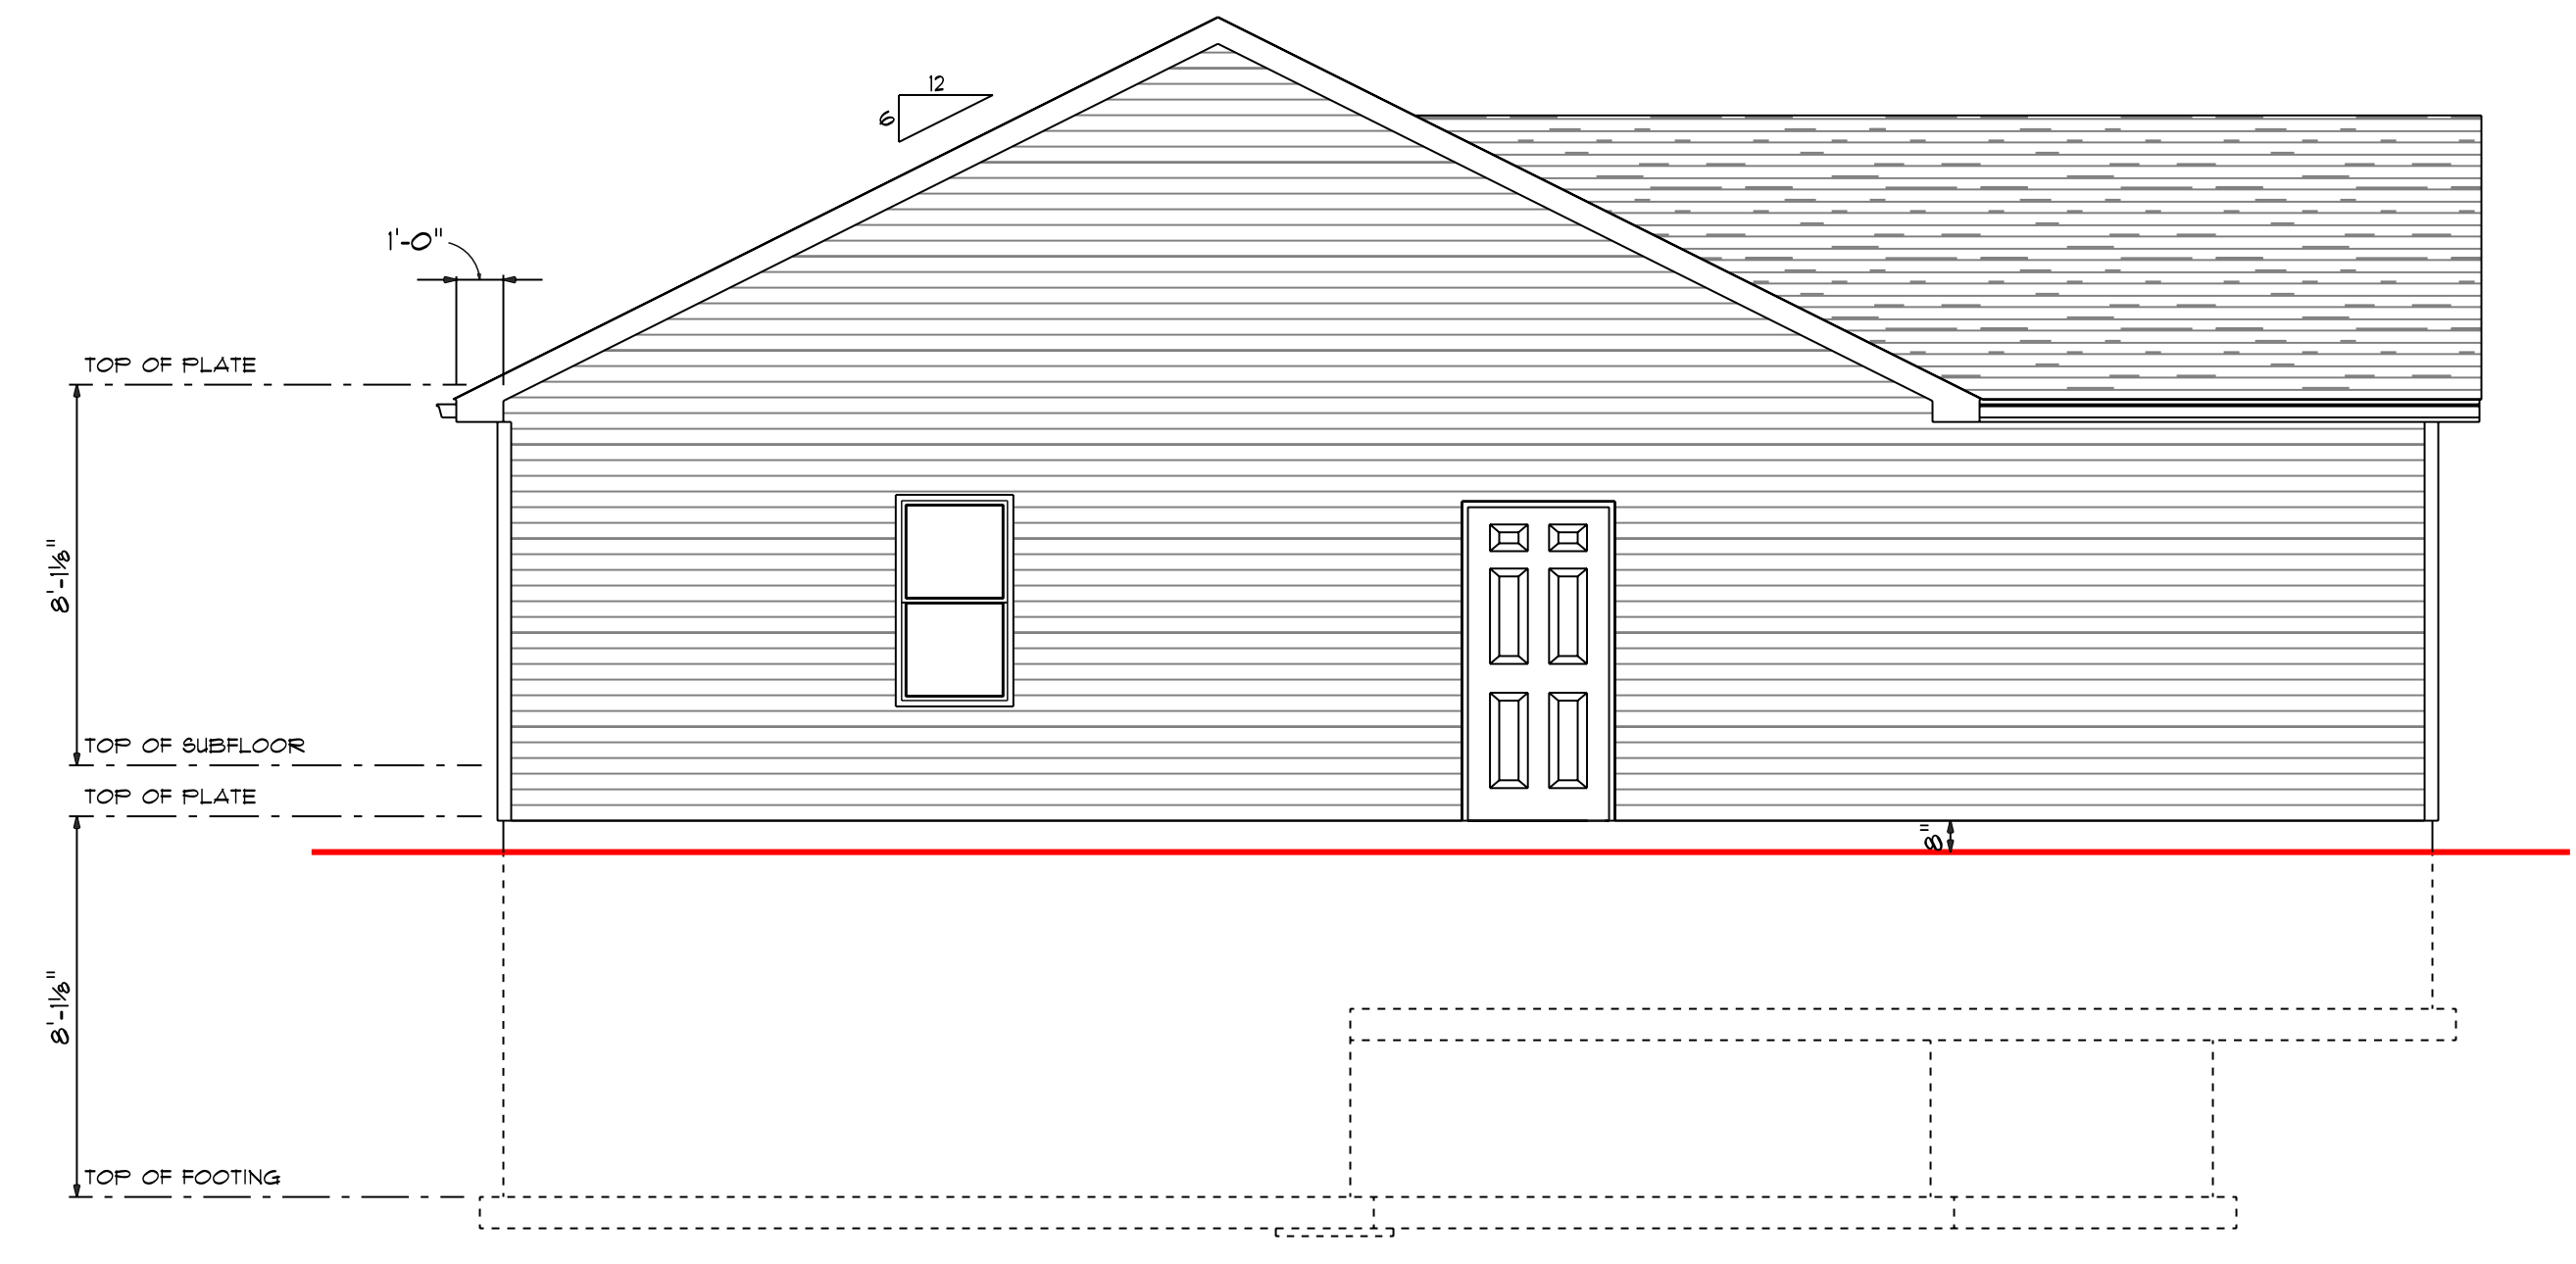 12
6
1'-0"
TOP OF PLATE
8'-1⅛"
TOP OF SUBFLOOR
TOP OF PLATE
8"
8'-1⅛"
TOP OF FOOTING